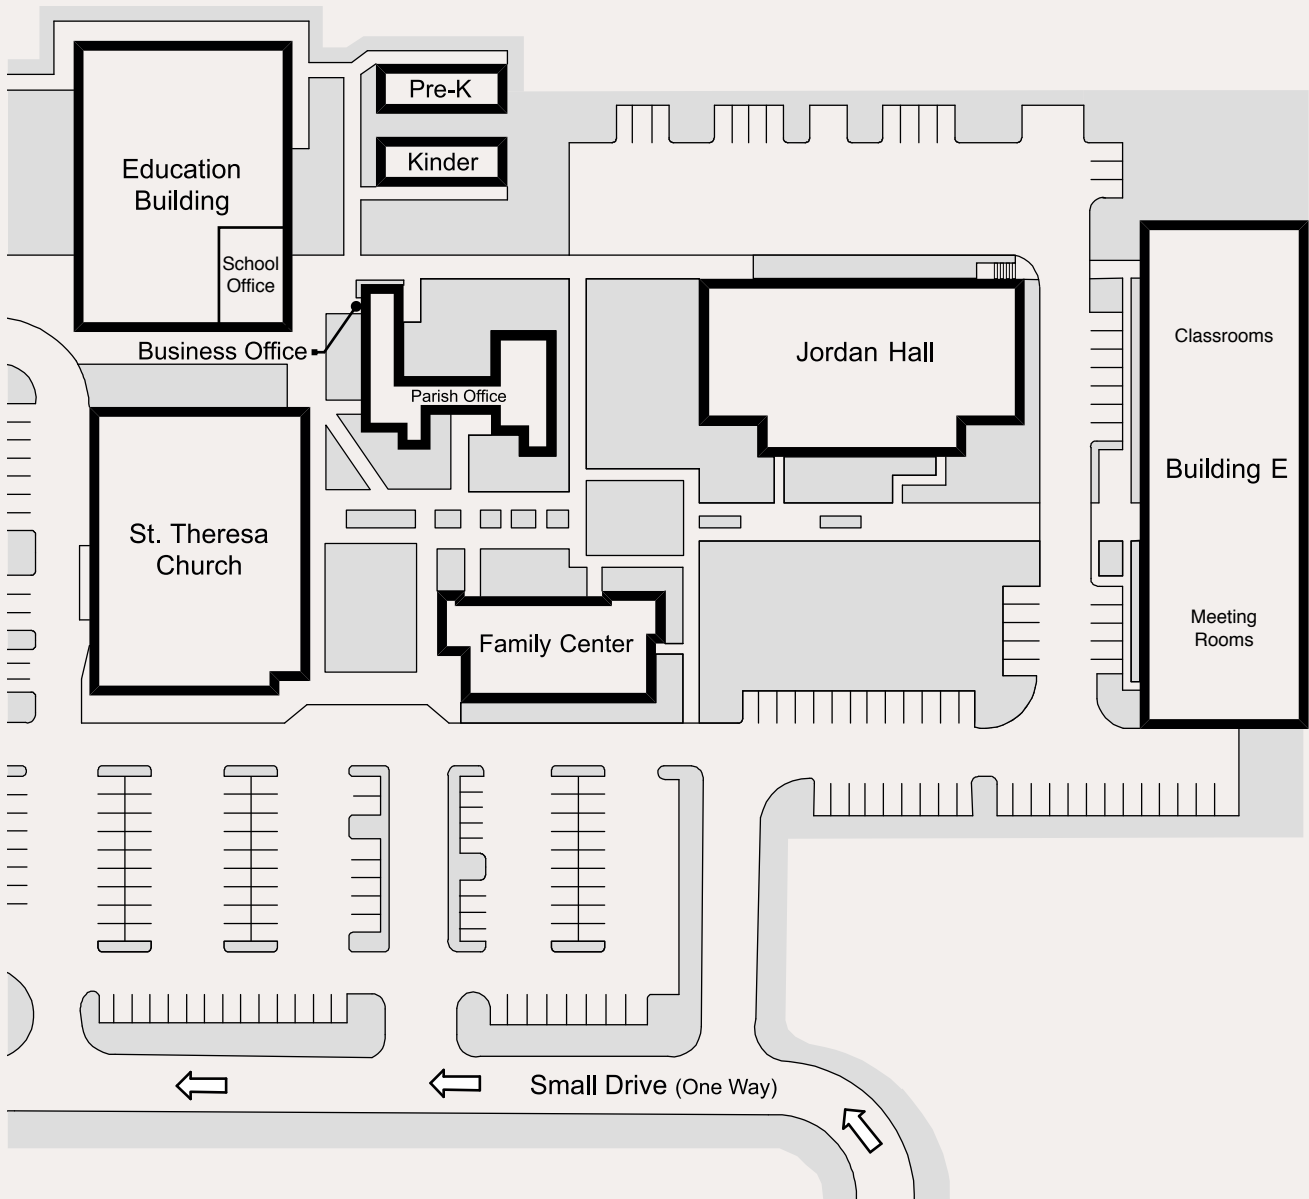 Pre-K
Kinder
Education
Building
School
Office
Business Office
Parish Office
Jordan Hall
Classrooms
Building E
St. Theresa
Church
Meeting
Rooms
Family Center
Small Drive (One Way)